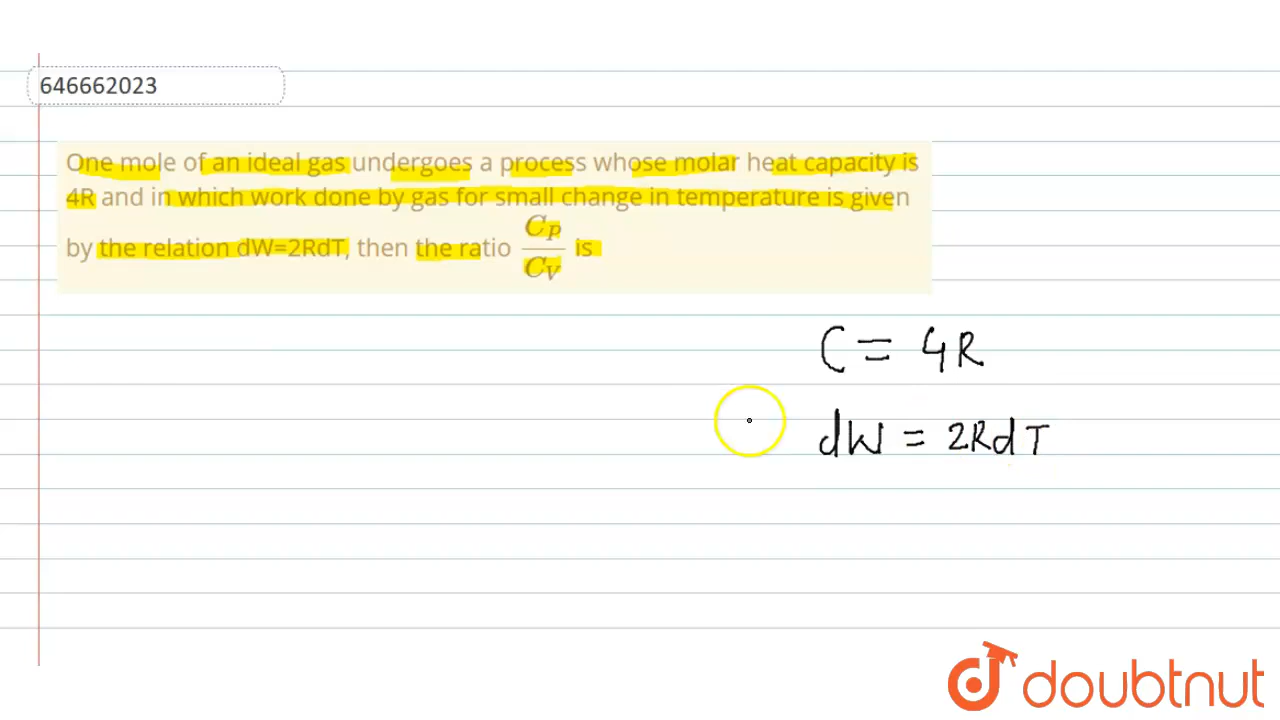 646662023
One mole of an ideal gas undergoes a process whose molar heat capacity is
4R and in which work done by gas for small change in temperature is given
by the relation dW=2RdT, then the ratio C_P/C_V is
C = 4R
dW = 2RdT
doubtnut